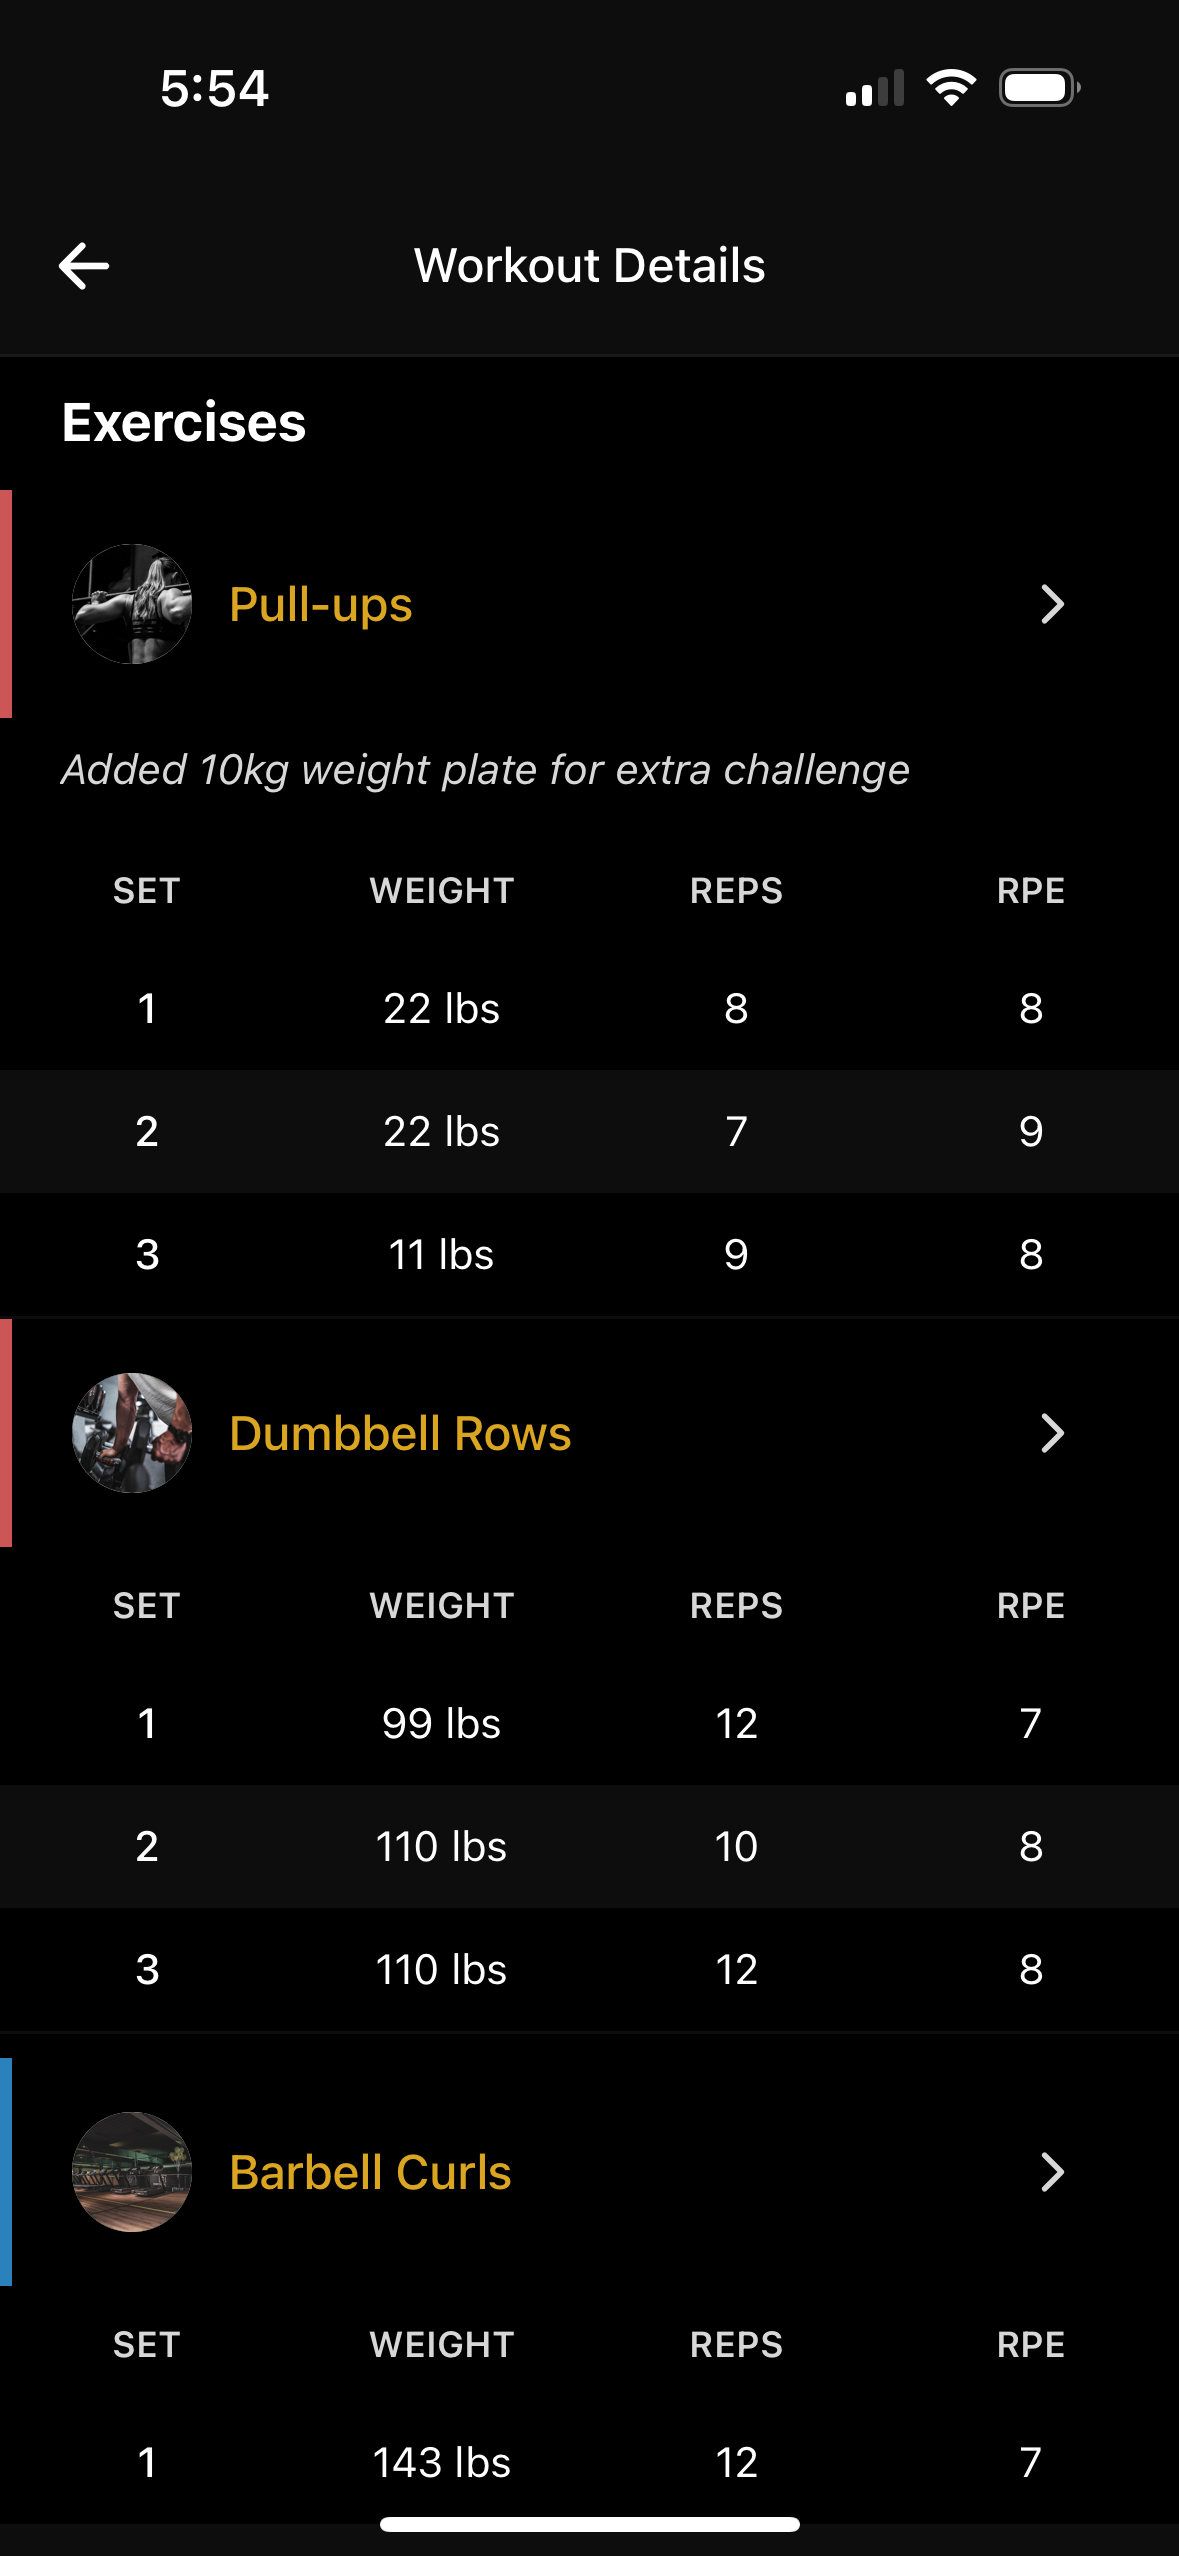 5:54
Workout Details
Exercises
Pull-ups
Added 10kg weight plate for extra challenge
SET WEIGHT REPS RPE
1 22 lbs 8 8
2 22 lbs 7 9
3 11 lbs 9 8
Dumbbell Rows
SET WEIGHT REPS RPE
1 99 lbs 12 7
2 110 lbs 10 8
3 110 lbs 12 8
Barbell Curls
SET WEIGHT REPS RPE
1 143 lbs 12 7